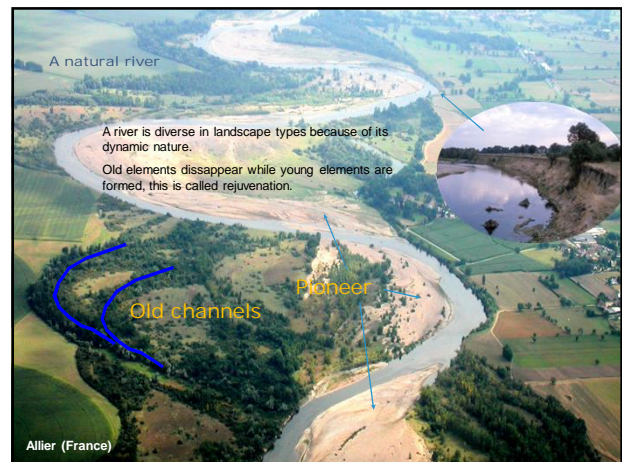 A natural river
A river is diverse in landscape types because of its
dynamic nature.
Old elements dissappear while young elements are
formed, this is called rejuvenation.
Pioneer
Old channels
Allier (France)